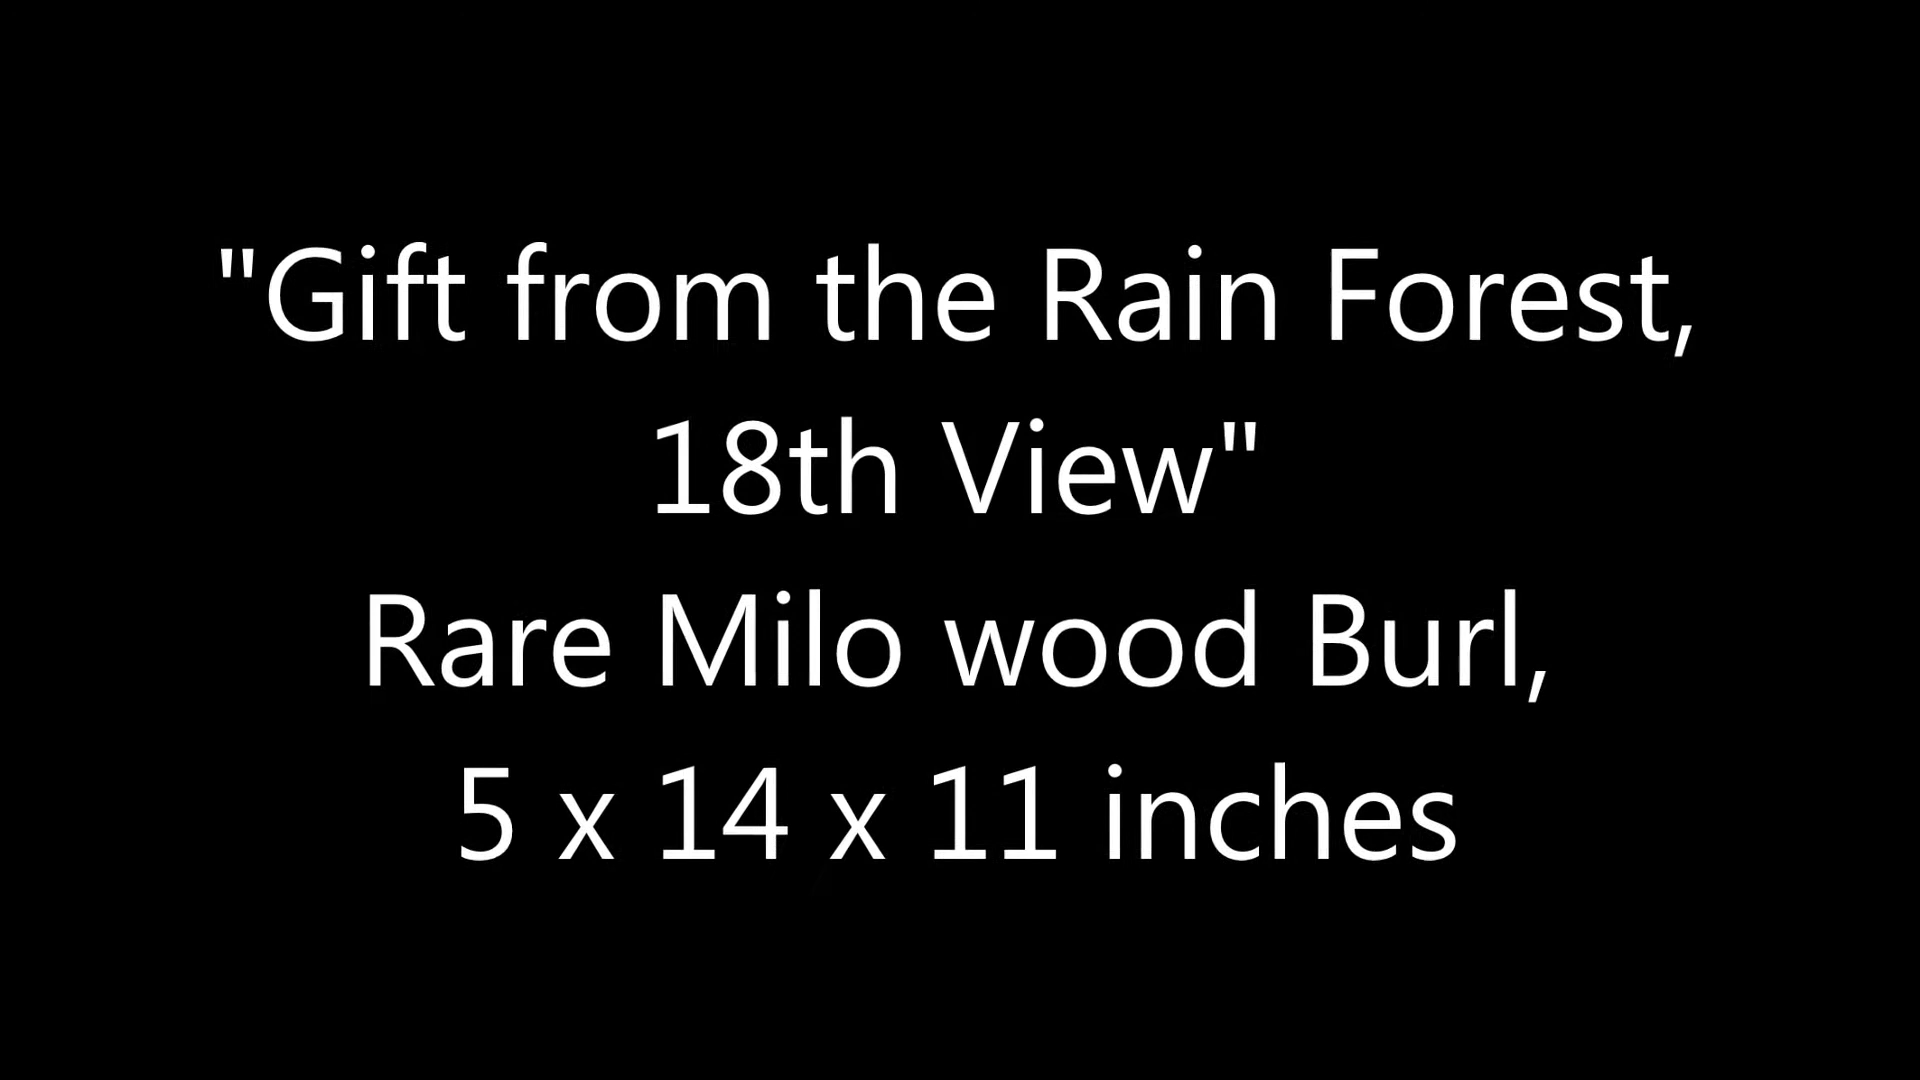 "Gift from the Rain Forest,
18th View"
Rare Milo wood Burl,
5 x 14 x 11 inches